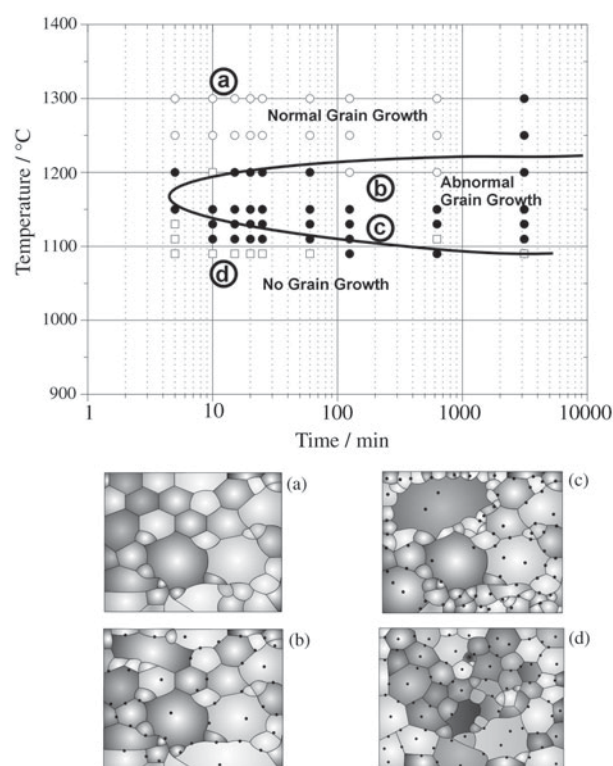 1400
1300
1200
1100
1000
900
Temperature / °C
a
Normal Grain Growth
b
Abnormal
Grain Growth
c
d
No Grain Growth
1
10
100
1000
10000
Time / min
(a)
(c)
(b)
(d)